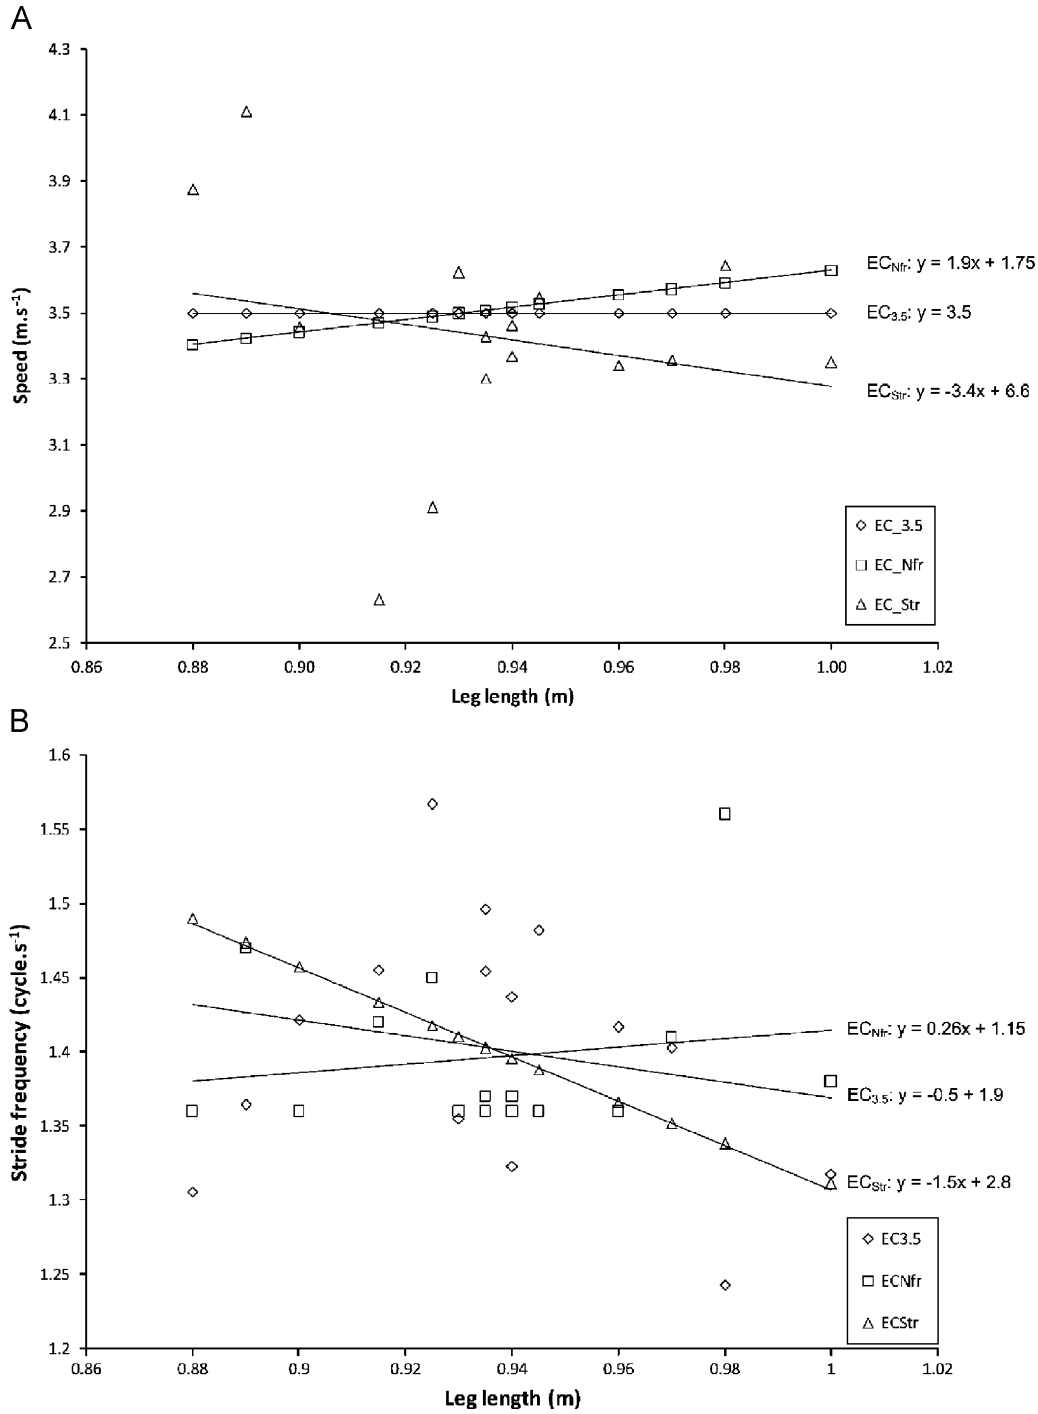 A
4.3
4.1
3.9
3.7
3.5
3.3
3.1
2.9
2.7
2.5
Speed (m.s-1)
EC_Nfr: y = 1.9x + 1.75
EC_3.5: y = 3.5
EC_Str: y = -3.4x + 6.6
EC_3.5
EC_Nfr
EC_Str
0.86 0.88 0.90 0.92 0.94 0.96 0.98 1.00 1.02
Leg length (m)
B
1.6
1.55
1.5
1.45
1.4
1.35
1.3
1.25
1.2
Stride frequency (cycle.s-1)
EC_Nfr: y = 0.26x + 1.15
EC_3.5: y = -0.5 + 1.9
EC_Str: y = -1.5x + 2.8
EC3.5
ECNfr
ECStr
0.86 0.88 0.9 0.92 0.94 0.96 0.98 1 1.02
Leg length (m)